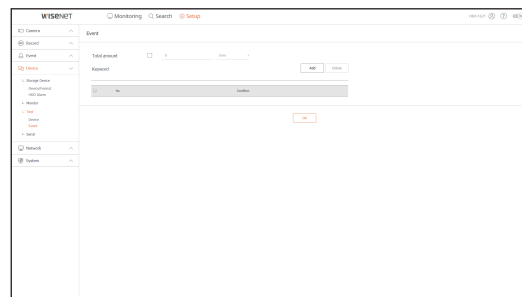 WISENET
Monitoring Search Setup
Camera
Record
Event
Device
Storage Device
Device/Format
HDD Alarm
Monitor
Text
Device
Event
Serial
Network
System
Event
Total amount 0
Keyword Add Delete
No. Condition
OK